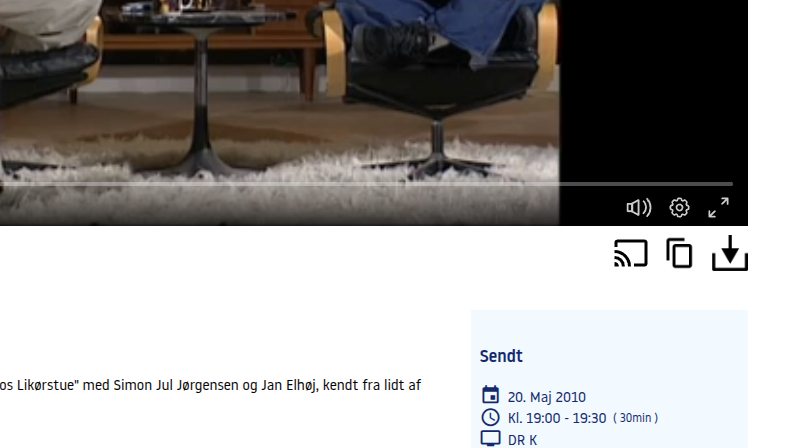 os Likørstue" med Simon Jul Jørgensen og Jan Elhøj, kendt fra lidt af
Sendt
20. Maj 2010
Kl. 19:00 - 19:30 ( 30min )
DR K